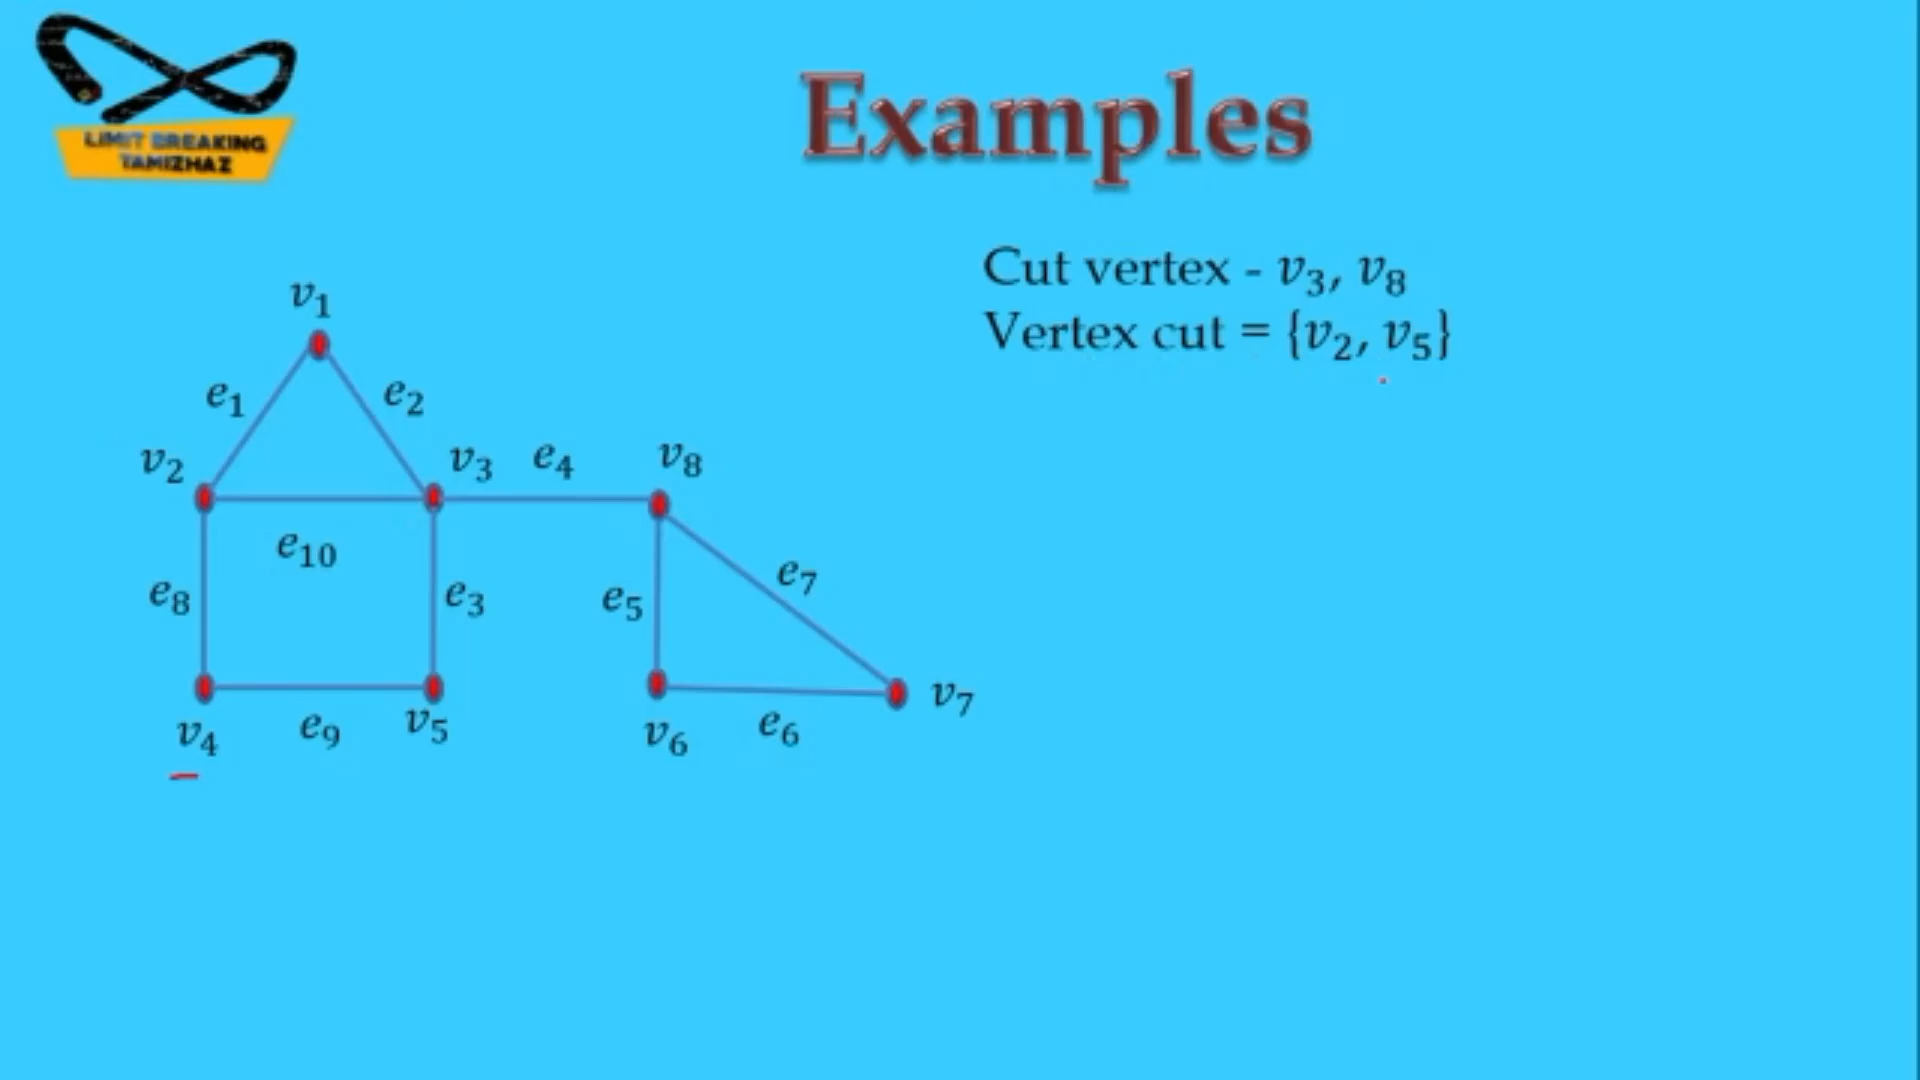 LIMIT BREAKING
TAMIZHAZ
Examples
Cut vertex - v₃, v₈
Vertex cut = {v₂, v₅}
v₁
e₁
e₂
v₂
v₃
e₄
v₈
e₁₀
e₇
e₈
e₃
e₅
v₇
v₄
e₉
v₅
v₆
e₆